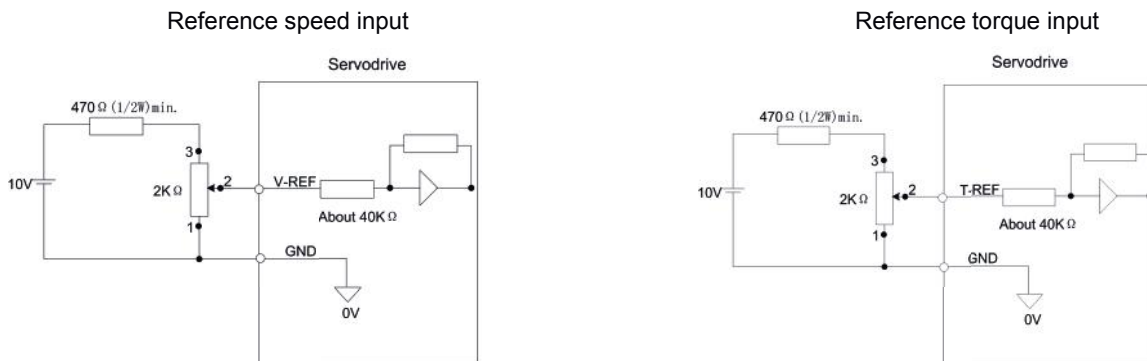 Reference speed input
Servodrive
470Ω(1/2W)min.
3
10V
2KΩ
2
V-REF
About 40KΩ
1
GND
0V
Reference torque input
Servodrive
470Ω(1/2W)min.
3
10V
2KΩ
2
T-REF
About 40KΩ
1
GND
0V